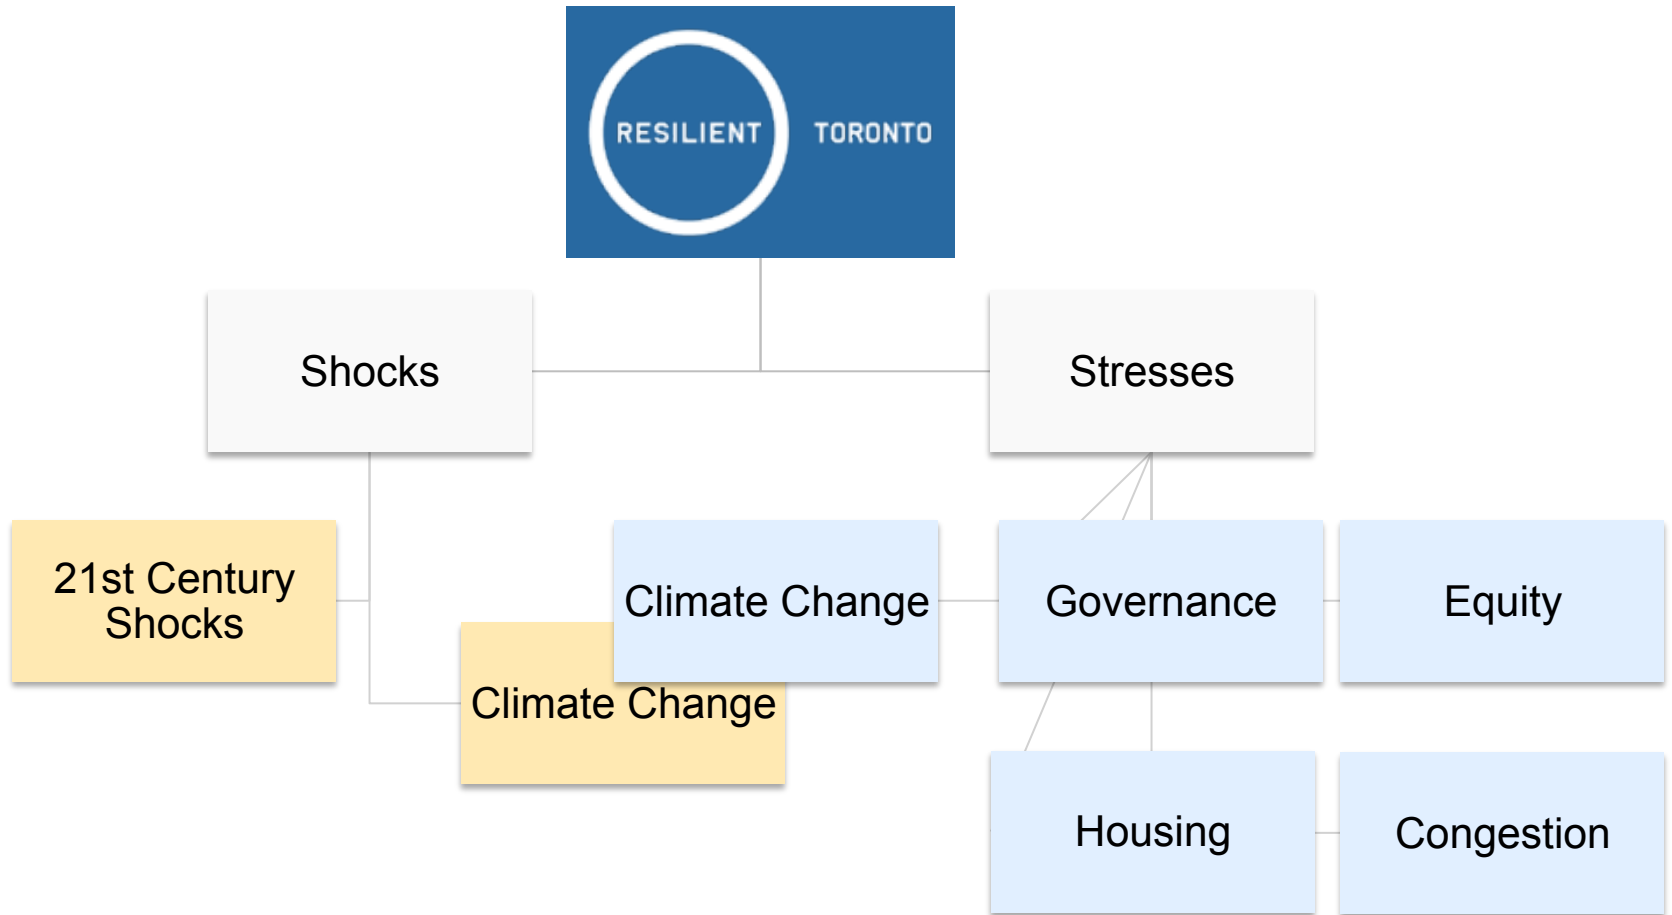 RESILIENT TORONTO
Shocks
Stresses
21st Century
Shocks
Climate Change
Governance
Equity
Climate Change
Housing
Congestion